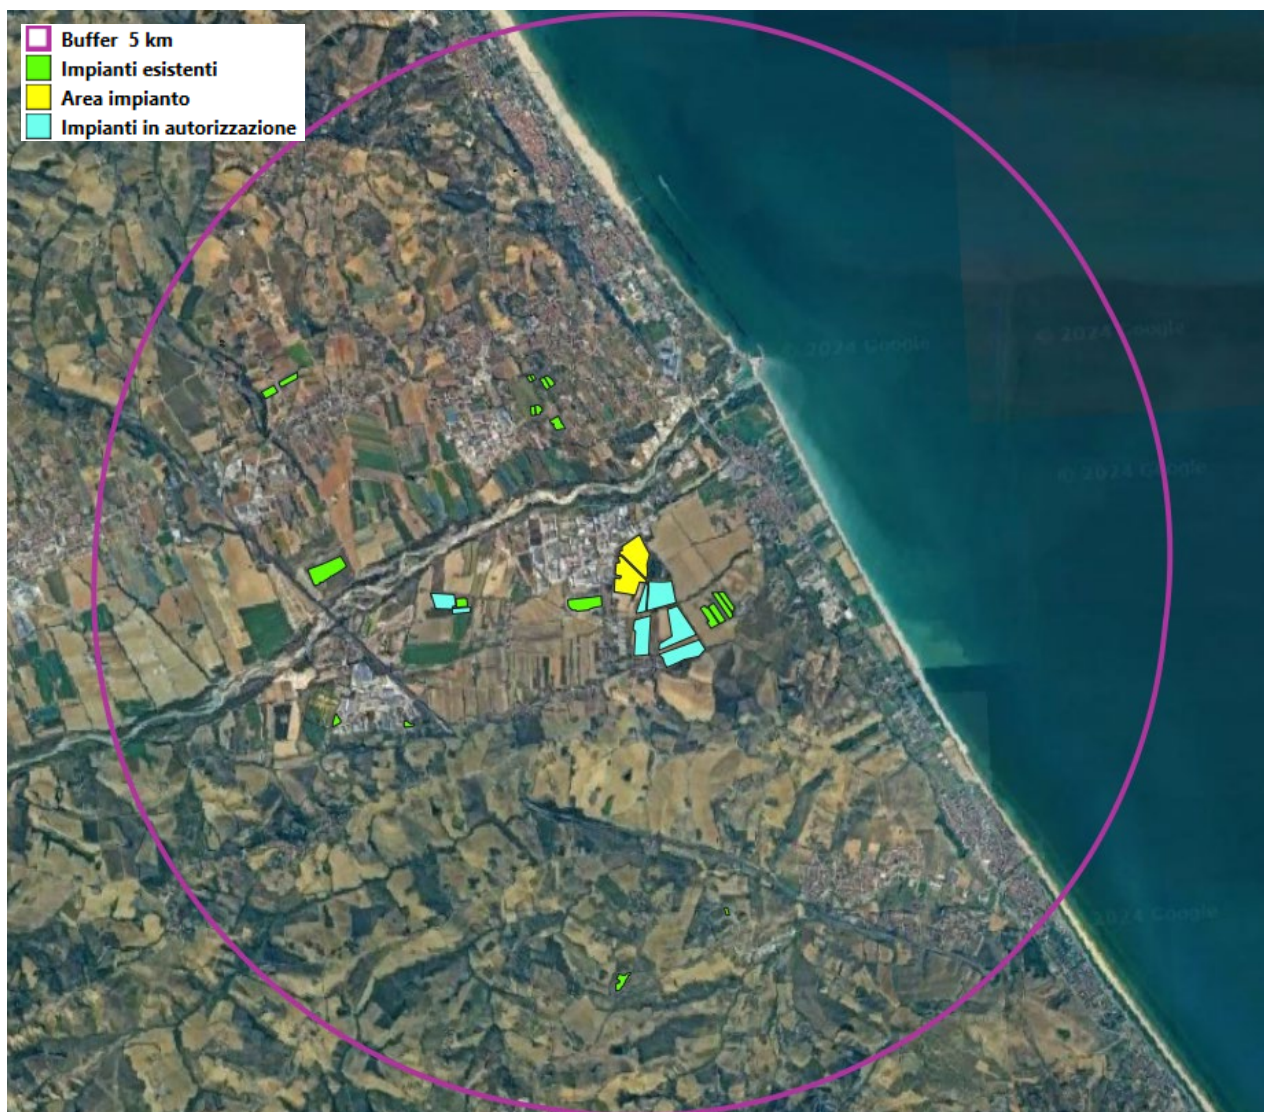 Buffer 5 km
Impianti esistenti
Area impianto
Impianti in autorizzazione
© 2024 Google
2024 Google
© 2024 Google
2024 Google